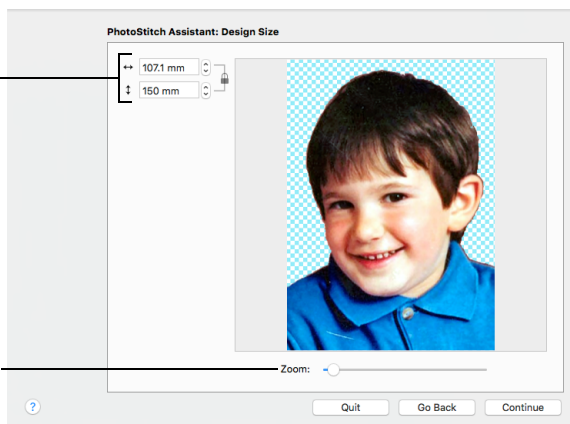 PhotoStitch Assistant: Design Size
107.1 mm
150 mm
Zoom:
? Quit Go Back Continue